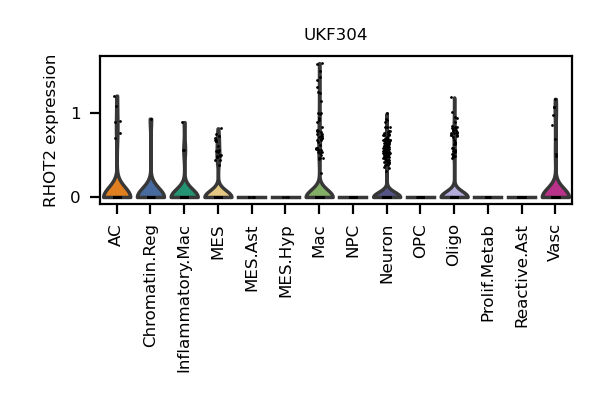 UKF304
RHOT2 expression
1
0
AC
Chromatin.Reg
Inflammatory.Mac
MES
MES.Ast
MES.Hyp
Mac
NPC
Neuron
OPC
Oligo
Prolif.Metab
Reactive.Ast
Vasc